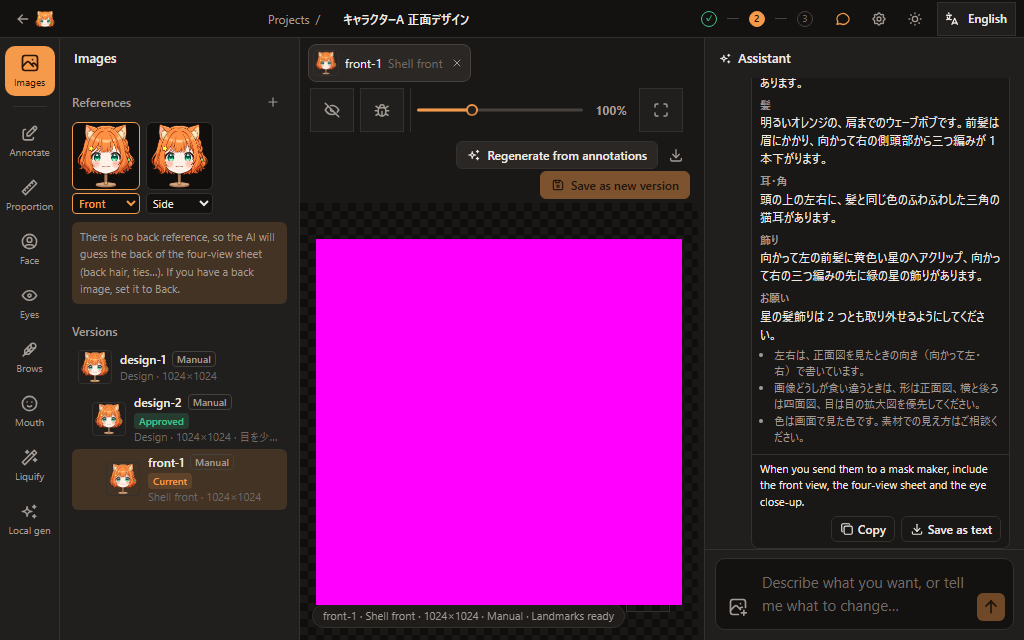 Projects /
キャラクターA 正面デザイン
2
3
English
Images
Annotate
Proportion
Face
Eyes
Brows
Mouth
Liquify
Local gen
Images
References
Front
Side
There is no back reference, so the AI will
guess the back of the four-view sheet
(back hair, ties...). If you have a back
image, set it to Back.
Versions
design-1 Manual
Design · 1024×1024
design-2 Manual
Approved
Design · 1024×1024 · 目を少...
front-1 Manual
Current
Shell front · 1024×1024
front-1 Shell front
100%
Regenerate from annotations
Save as new version
front-1 · Shell front · 1024×1024 · Manual · Landmarks ready
Assistant
あります。
髪
明るいオレンジの、肩までのウェーブボブです。前髪は
眉にかかり、向かって右の側頭部から三つ編みが 1
本下がります。
耳・角
頭の上の左右に、髪と同じ色のふわふわした三角の
猫耳があります。
飾り
向かって左の前髪に黄色い星のヘアクリップ、向かっ
て右の三つ編みの先に緑の星の飾りがあります。
お願い
星の髪飾りは 2 つとも取り外せるようにしてくださ
い。
• 左右は、正面図を見たときの向き（向かって左・
右）で書いています。
• 画像どうしが食い違うときは、形は正面図、横と後ろ
は四面図、目は目の拡大図を優先してください。
• 色は画面で見た色です。素材での見え方はご相談く
ださい。
When you send them to a mask maker, include
the front view, the four-view sheet and the eye
close-up.
Copy
Save as text
Describe what you want, or tell
me what to change...